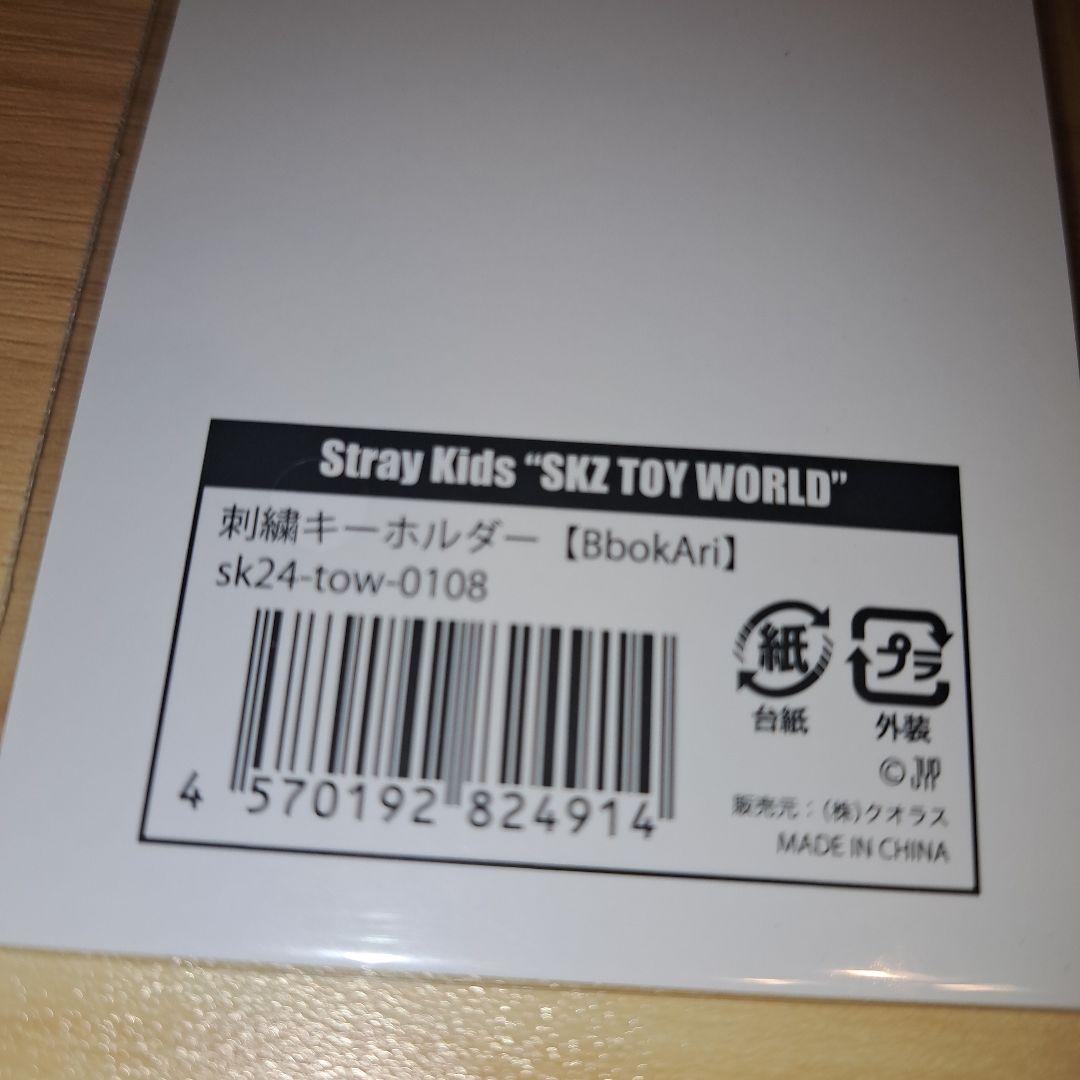 Stray Kids “SKZ TOY WORLD”
刺繍キーホルダー【BbokAri】
sk24-tow-0108
4 570192 824914
紙
台紙
プラ
外装
©JYP
販売元：(株)クオラス
MADE IN CHINA